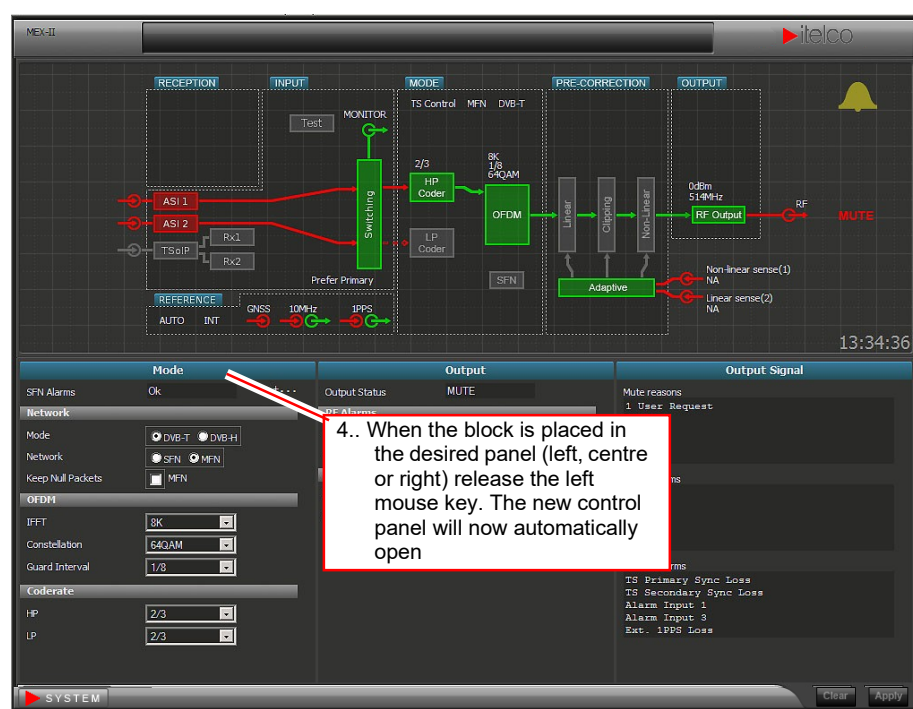 MEX-II
itelco
RECEPTION
INPUT
MODE
PRE-CORRECTION
OUTPUT
TS Control MFN DVB-T
Test
MONITOR
2/3
8K
1/8
64QAM
HP
Coder
OFDM
LP
Coder
SFN
ASI 1
ASI 2
TSoIP
Rx1
Rx2
Switching
Prefer Primary
Linear
Clipping
Non-Linear
Adaptive
0dBm
514MHz
RF Output
RF
MUTE
Non-linear sense(1)
NA
Linear sense(2)
NA
REFERENCE
AUTO INT
GNSS 10MHz 1PPS
13:34:36
Mode
SFN Alarms Ok
Network
Mode DVB-T DVB-H
Network SFN MFN
Keep Null Packets MFN
OFDM
IFFT 8K
Constellation 64QAM
Guard Interval 1/8
Coderate
HP 2/3
LP 2/3
Output
Output Status MUTE
RF Alarms
4.. When the block is placed in
the desired panel (left, centre
or right) release the left
mouse key. The new control
panel will now automatically
open
Output Signal
Mute reasons
1 User Request
TS Primary Sync Loss
TS Secondary Sync Loss
Alarm Input 1
Alarm Input 3
Ext. 1PPS Loss
SYSTEM
Clear Apply